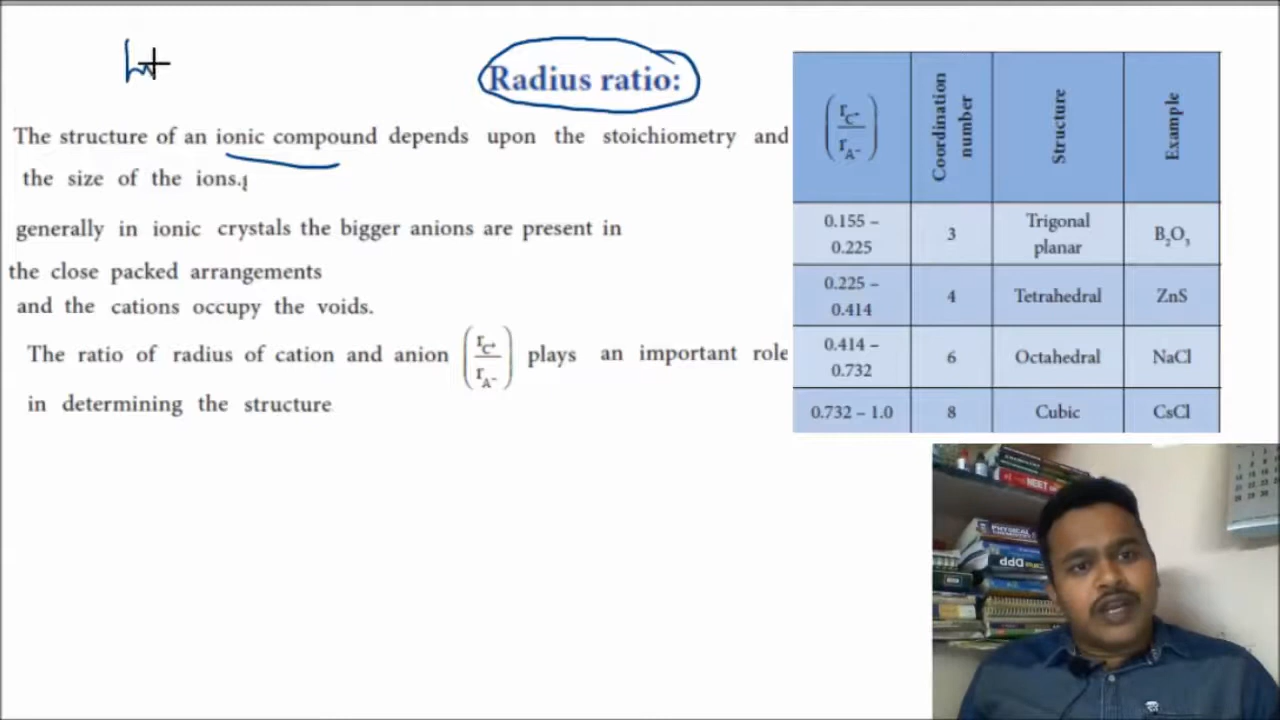 Radius ratio:
The structure of an ionic compound depends upon the stoichiometry and
the size of the ions.
generally in ionic crystals the bigger anions are present in
the close packed arrangements
and the cations occupy the voids.
The ratio of radius of cation and anion (rC+/rA−) plays an important role
in determining the structure
(rC+/rA−) Coordination number Structure Example
0.155 – 0.225 3 Trigonal planar B₂O₃
0.225 – 0.414 4 Tetrahedral ZnS
0.414 – 0.732 6 Octahedral NaCl
0.732 – 1.0 8 Cubic CsCl
NEET
PHYSICAL
DPP